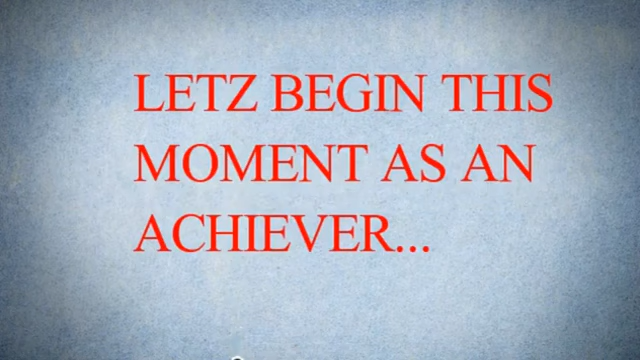 LETZ BEGIN THIS
MOMENT AS AN
ACHIEVER...